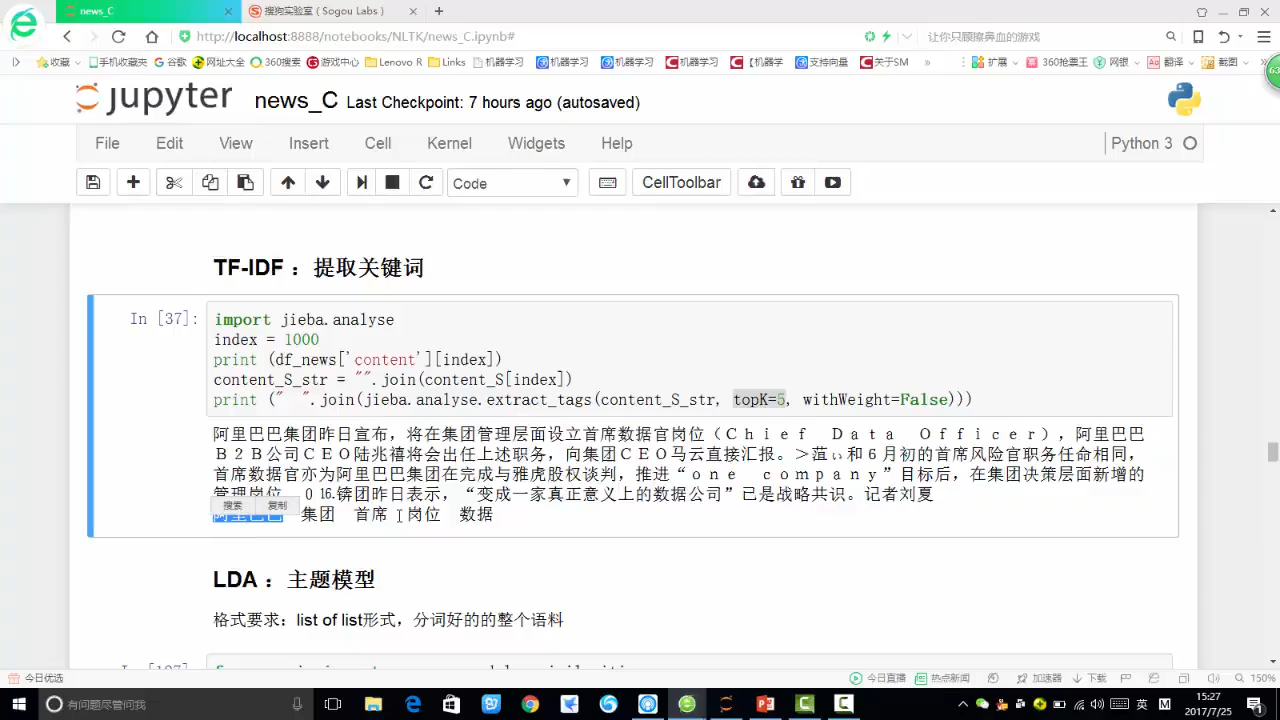 news_C
搜狗实验室（Sogou Labs）
http://localhost:8888/notebooks/NLTK/news_C.ipynb#
让你只顾擦鼻血的游戏
收藏 手机收藏夹 谷歌 网址大全 360搜索 游戏中心 Lenovo R Links 机器学习 机器学习 机器学习 机器学习 【机器学 支持向量 关于SM » 扩展 360抢票王 网银 翻译 截图
63
jupyter news_C Last Checkpoint: 7 hours ago (autosaved)
File Edit View Insert Cell Kernel Widgets Help Python 3
Code CellToolbar
TF-IDF ：提取关键词
In [37]:
import jieba.analyse
index = 1000
print (df_news['content'][index])
content_S_str = "".join(content_S[index])
print ("  ".join(jieba.analyse.extract_tags(content_S_str, topK=5, withWeight=False)))
阿里巴巴集团昨日宣布，将在集团管理层面设立首席数据官岗位（Ｃｈｉｅｆ　Ｄａｔａ　Ｏｆｆｉｃｅｒ），阿里巴巴
Ｂ２Ｂ公司ＣＥＯ陆兆禧将会出任上述职务，向集团ＣＥＯ马云直接汇报。＞菹ぃ和６月初的首席风险官职务任命相同，
首席数据官亦为阿里巴巴集团在完成与雅虎股权谈判，推进“ｏｎｅ　ｃｏｍｐａｎｙ”目标后，在集团决策层面新增的
管理岗位。０⒗锛团昨日表示，“变成一家真正意义上的数据公司”已是战略共识。记者刘夏
搜索 复制
阿里巴巴  集团  首席  岗位  数据
LDA ：主题模型
格式要求：list of list形式，分词好的的整个语料
今日优选 今日直播 热点新闻 加速器 下载 150%
有问题尽管问我
英
15:27
2017/7/25